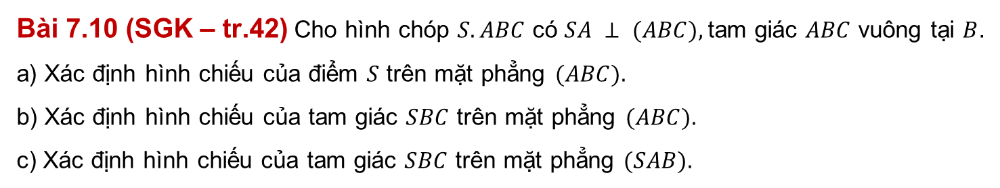 Bài 7.10 (SGK – tr.42) Cho hình chóp S.ABC có SA ⊥ (ABC), tam giác ABC vuông tại B.
a) Xác định hình chiếu của điểm S trên mặt phẳng (ABC).
b) Xác định hình chiếu của tam giác SBC trên mặt phẳng (ABC).
c) Xác định hình chiếu của tam giác SBC trên mặt phẳng (SAB).